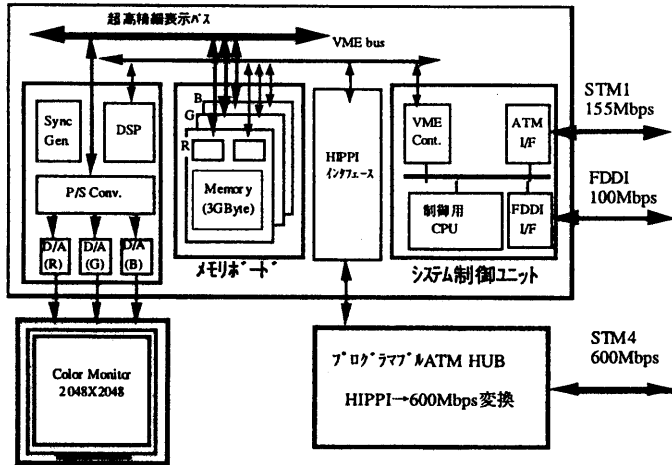 超高精細表示バス
VME bus
Sync
Gen.
DSP
P/S Conv.
D/A
(R)
D/A
(G)
D/A
(B)
B
G
R
Memory
(3GByte)
メモリボード
HIPPI
インタフェース
VME
Cont.
ATM
I/F
制御用
CPU
FDDI
I/F
システム制御ユニット
STM1
155Mbps
FDDI
100Mbps
Color Monitor
2048X2048
プログラマブルATM HUB
HIPPI→600Mbps変換
STM4
600Mbps